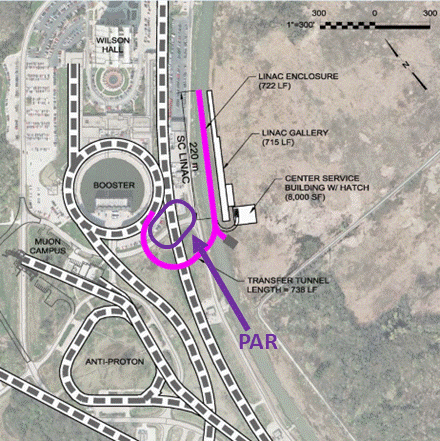 300 0 300
1"=300'
N
WILSON
HALL
LINAC ENCLOSURE
(722 LF)
220 m
SC LINAC
LINAC GALLERY
(715 LF)
BOOSTER
CENTER SERVICE
BUILDING W/ HATCH
(8,000 SF)
MUON
CAMPUS
TRANSFER TUNNEL
LENGTH = 738 LF
PAR
ANTI-PROTON